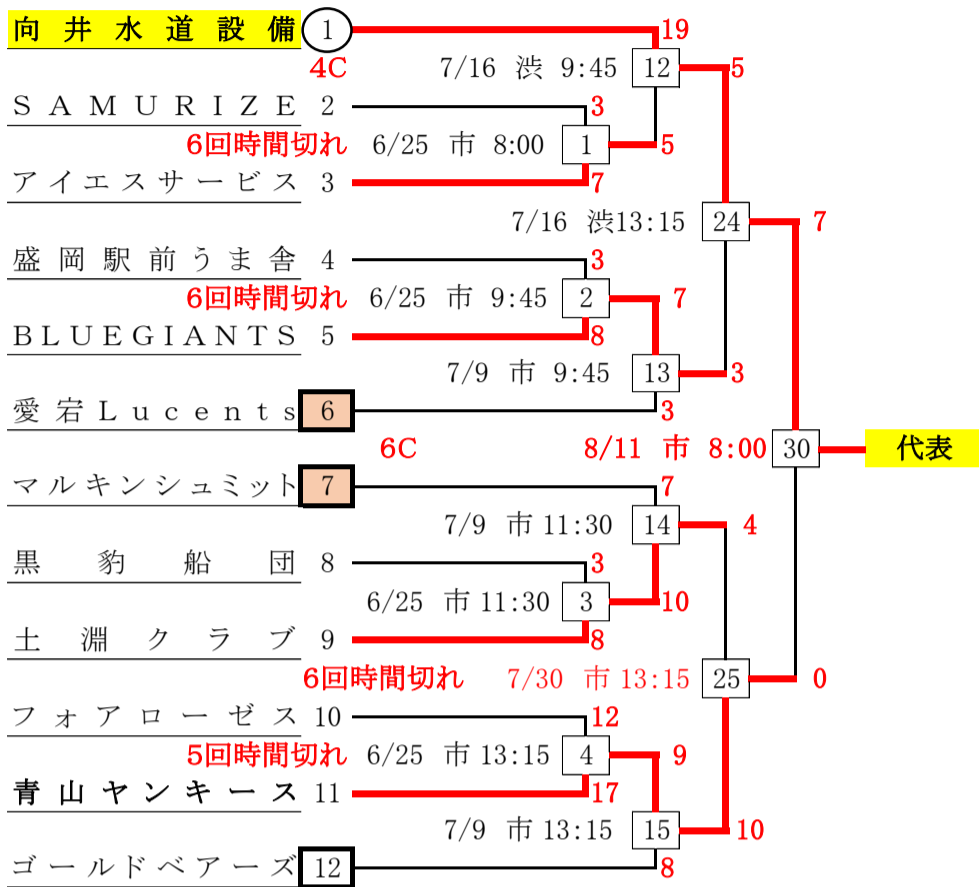 向井水道設備 1 19
4C 7/16 渋 9:45 12 5
SAMURIZE 2 3
6回時間切れ 6/25 市 8:00 1 5
アイエスサービス 3 7
7/16 渋13:15 24 7
盛岡駅前うま舎 4 3
6回時間切れ 6/25 市 9:45 2 7
BLUEGIANTS 5 8
7/9 市 9:45 13 3
愛宕Lucents 6 3
6C 8/11 市 8:00 30 代表
マルキンシュミット 7 7
7/9 市 11:30 14 4
黒豹船団 8 3
6/25 市 11:30 3 10
土淵クラブ 9 8
6回時間切れ 7/30 市 13:15 25 0
フォアローゼス 10 12
5回時間切れ 6/25 市 13:15 4 9
青山ヤンキース 11 17
7/9 市 13:15 15 10
ゴールドベアーズ 12 8